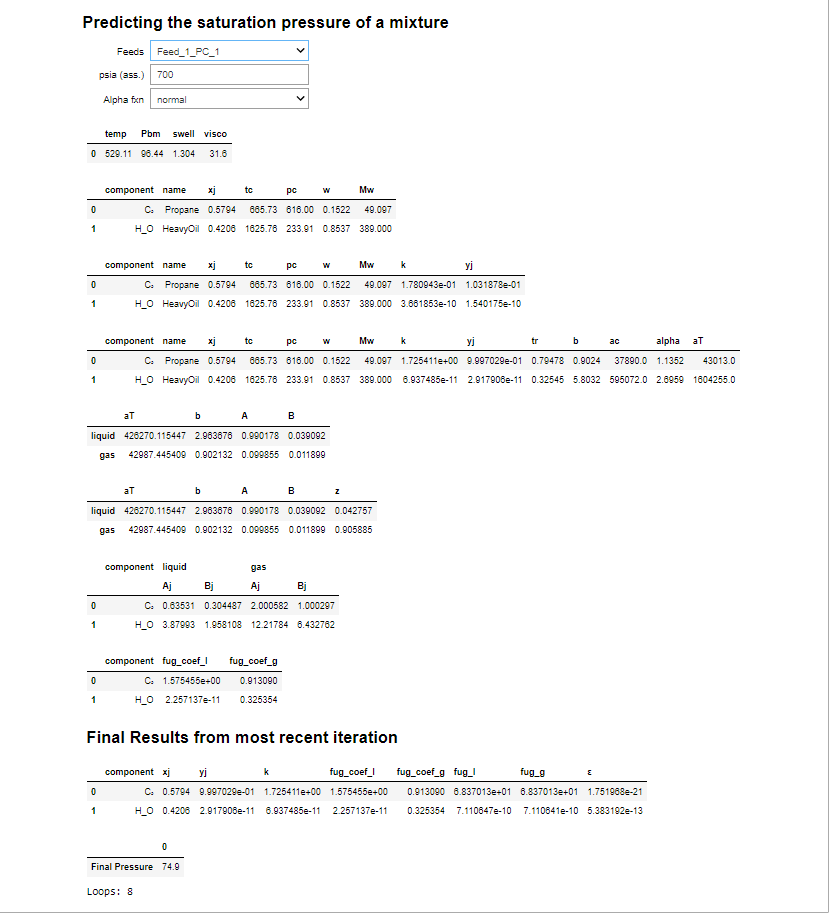 Predicting the saturation pressure of a mixture
Feeds Feed_1_PC_1
psia (ass.) 700
Alpha fxn normal
temp Pbm swell visco
0 529.11 96.44 1.304 31.6
component name xj tc pc w Mw
0 C₃ Propane 0.5794 665.73 616.00 0.1522 49.097
1 H_O HeavyOil 0.4206 1625.76 233.91 0.8537 389.000
component name xj tc pc w Mw k yj
0 C₃ Propane 0.5794 665.73 616.00 0.1522 49.097 1.780943e-01 1.031878e-01
1 H_O HeavyOil 0.4206 1625.76 233.91 0.8537 389.000 3.661853e-10 1.540175e-10
component name xj tc pc w Mw k yj tr b ac alpha aT
0 C₃ Propane 0.5794 665.73 616.00 0.1522 49.097 1.725411e+00 9.997029e-01 0.79478 0.9024 37890.0 1.1352 43013.0
1 H_O HeavyOil 0.4206 1625.76 233.91 0.8537 389.000 6.937485e-11 2.917906e-11 0.32545 5.8032 595072.0 2.6959 1604255.0
aT b A B
liquid 426270.115447 2.963676 0.990178 0.039092
gas 42987.445409 0.902132 0.099855 0.011899
aT b A B z
liquid 426270.115447 2.963676 0.990178 0.039092 0.042757
gas 42987.445409 0.902132 0.099855 0.011899 0.905885
component liquid gas
Aj Bj Aj Bj
0 C₃ 0.63531 0.304487 2.000582 1.000297
1 H_O 3.87993 1.958108 12.21784 6.432762
component fug_coef_l fug_coef_g
0 C₃ 1.575455e+00 0.913090
1 H_O 2.257137e-11 0.325354
Final Results from most recent iteration
component xj yj k fug_coef_l fug_coef_g fug_l fug_g ε
0 C₃ 0.5794 9.997029e-01 1.725411e+00 1.575455e+00 0.913090 6.837013e+01 6.837013e+01 1.751968e-21
1 H_O 0.4206 2.917906e-11 6.937485e-11 2.257137e-11 0.325354 7.110647e-10 7.110641e-10 5.383192e-13
0
Final Pressure 74.9
Loops: 8